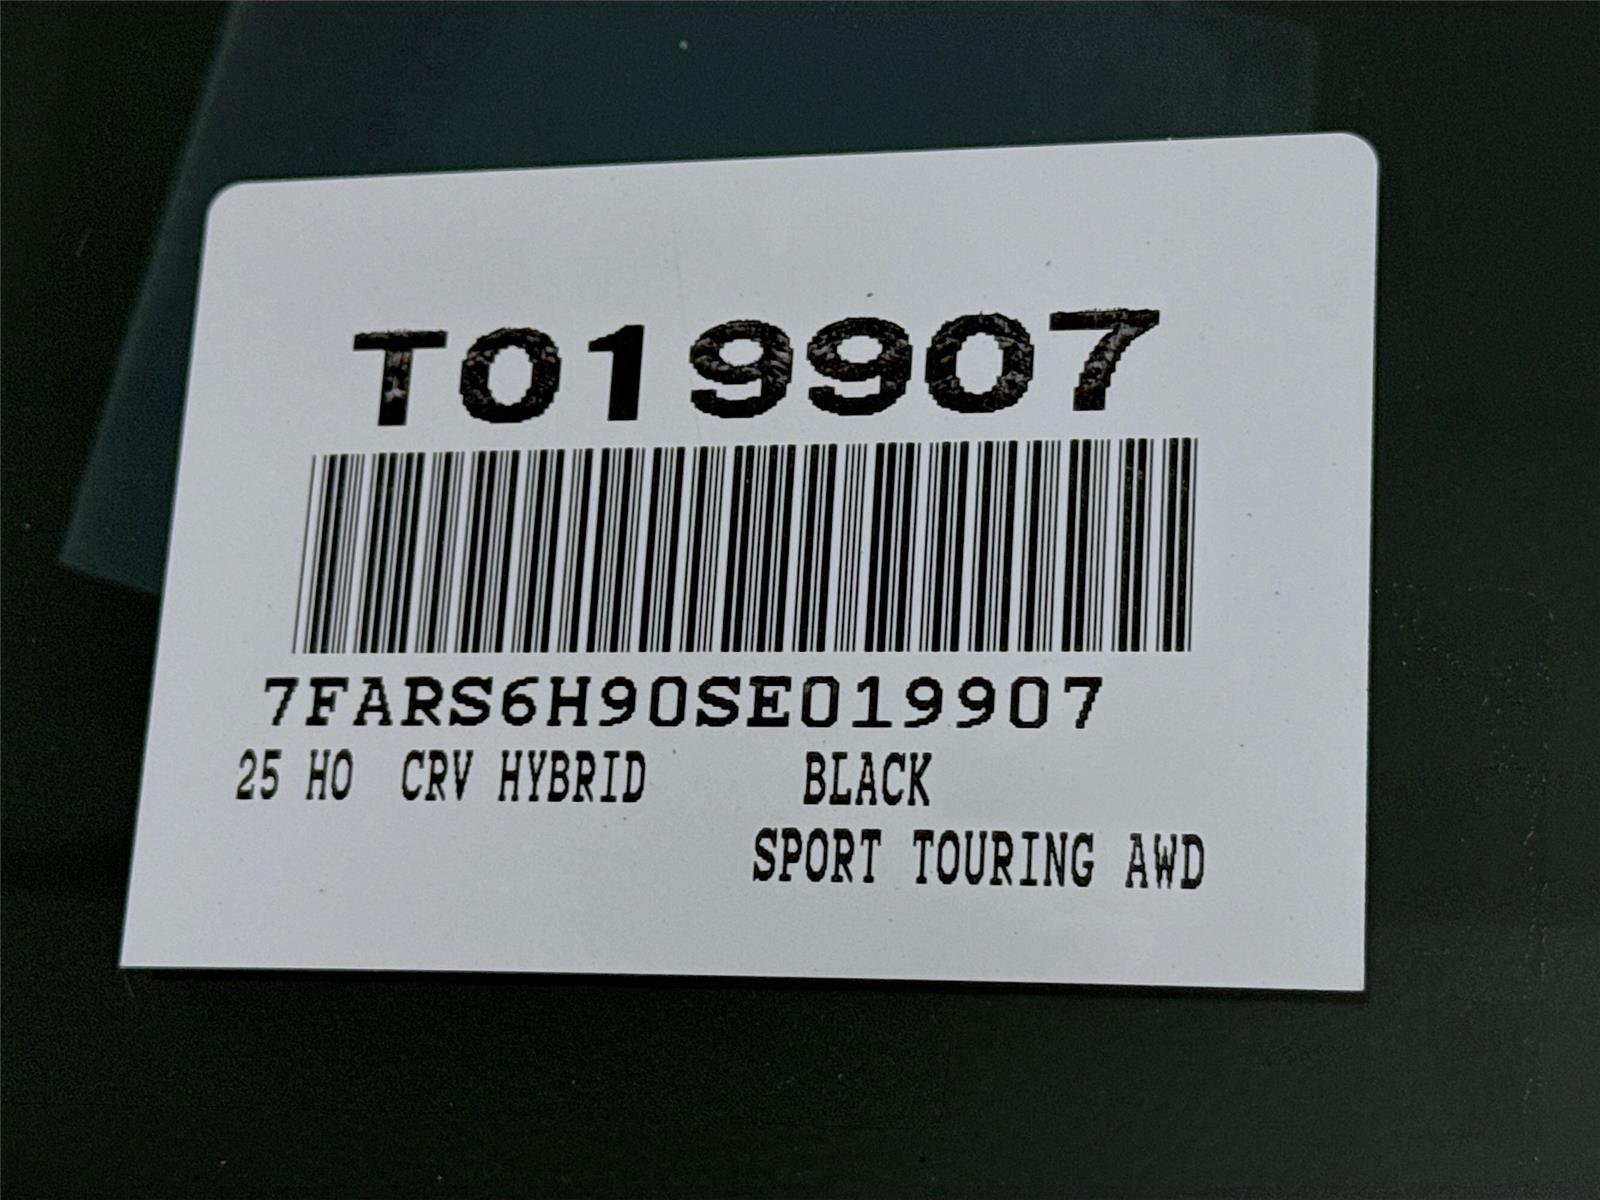 T019907
7FARS6H90SE019907
25 HO CRV HYBRID BLACK
SPORT TOURING AWD